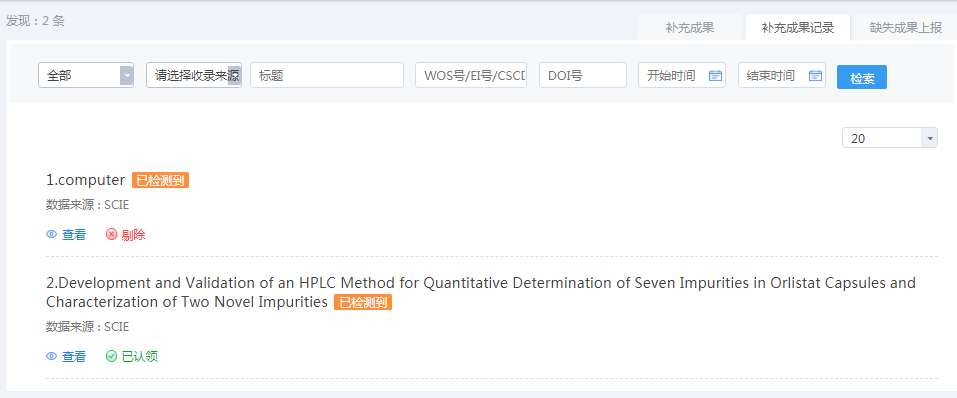 发现：2 条
补充成果 补充成果记录 缺失成果上报
全部 请选择收录来源 标题 WOS号/EI号/CSCD DOI号 开始时间 结束时间 检索
20
1.computer 已检测到
数据来源：SCIE
查看 剔除
2.Development and Validation of an HPLC Method for Quantitative Determination of Seven Impurities in Orlistat Capsules and
Characterization of Two Novel Impurities 已检测到
数据来源：SCIE
查看 已认领